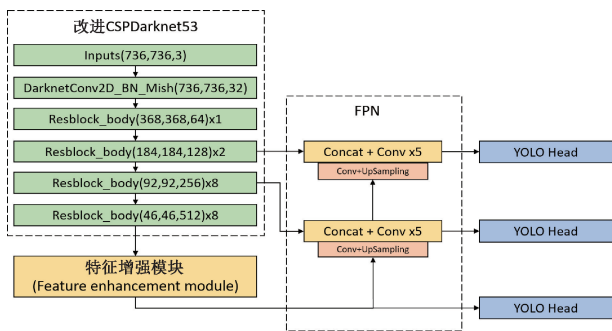 改进CSPDarknet53
Inputs(736,736,3)
DarknetConv2D_BN_Mish(736,736,32)
Resblock_body(368,368,64)x1
Resblock_body(184,184,128)x2
Resblock_body(92,92,256)x8
Resblock_body(46,46,512)x8
特征增强模块
(Feature enhancement module)
FPN
Concat + Conv x5
Conv+UpSampling
Concat + Conv x5
Conv+UpSampling
YOLO Head
YOLO Head
YOLO Head